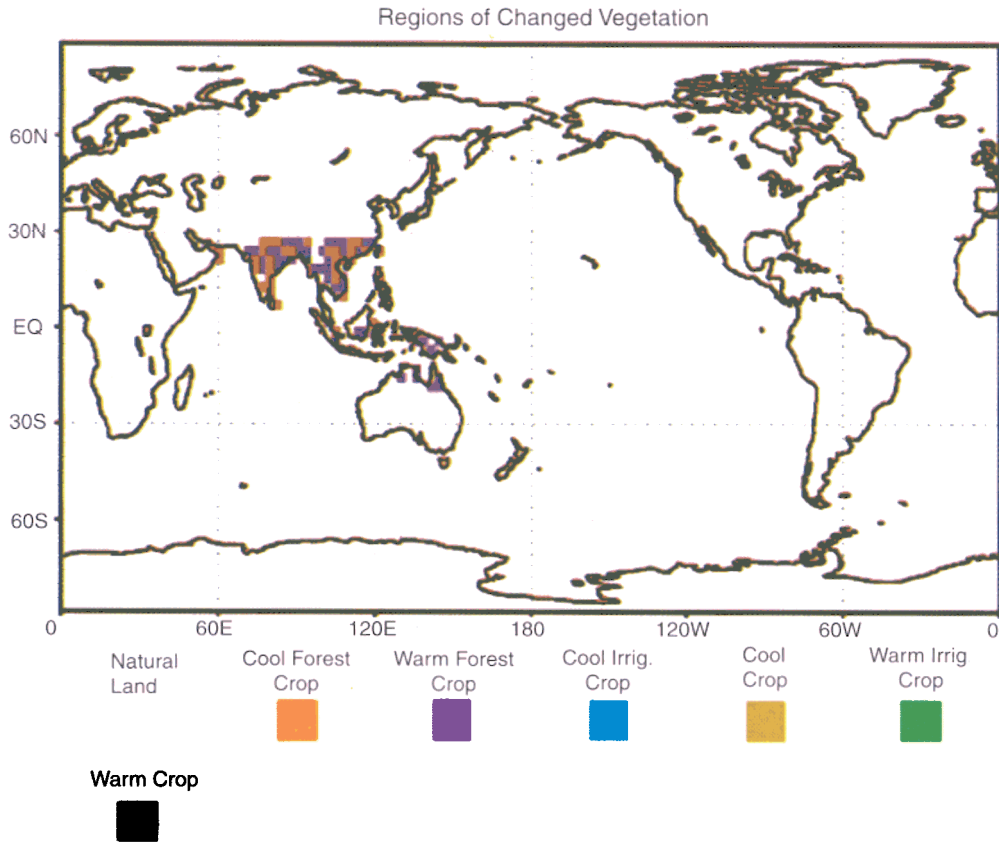 Regions of Changed Vegetation
60N
30N
EQ
30S
60S
0 60E 120E 180 120W 60W 0
Natural Land
Cool Forest Crop
Warm Forest Crop
Cool Irrig. Crop
Cool Crop
Warm Irrig Crop
Warm Crop